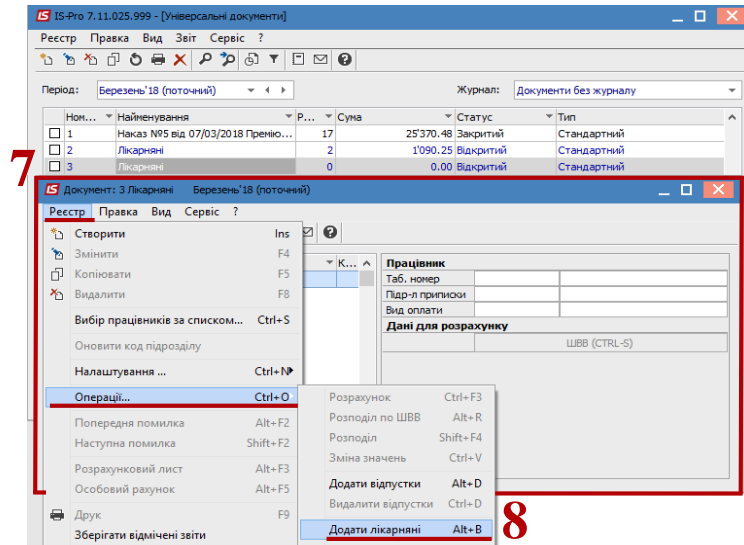 IS-Pro 7.11.025.999 - [Універсальні документи]
Реєстр Правка Вид Звіт Сервіс ?
Період: Березень'18 (поточний) Журнал: Документи без журналу
Ном... Найменування Р... Сума Статус Тип
1 Наказ №95 від 07/03/2018 Премію... 17 25'370.48 Закритий Стандартний
2 Лікарняні 2 1'090.25 Відкритий Стандартний
3 Лікарняні 0 0.00 Відкритий Стандартний
7
Документ: 3 Лікарняні Березень'18 (поточний)
Реєстр Правка Вид Сервіс ?
Створити Ins
Змінити F4
Копіювати F5
Видалити F8
Вибір працівників за списком... Ctrl+S
Оновити код підрозділу
Налаштування ... Ctrl+N
Операції... Ctrl+O
Попередня помилка Alt+F2
Наступна помилка Shift+F2
Розрахунковий лист Alt+F3
Особовий рахунок Alt+F5
Друк F9
Зберігати відмічені звіти
К...
Працівник
Таб. номер
Підр-л приписки
Вид оплати
Дані для розрахунку
ШВВ (CTRL-S)
Розрахунок Ctrl+F3
Розподіл по ШВВ Alt+R
Розподіл Shift+F4
Зміна значень Ctrl+V
Додати відпустки Alt+D
Видалити відпустки Ctrl+D
Додати лікарняні Alt+B
8